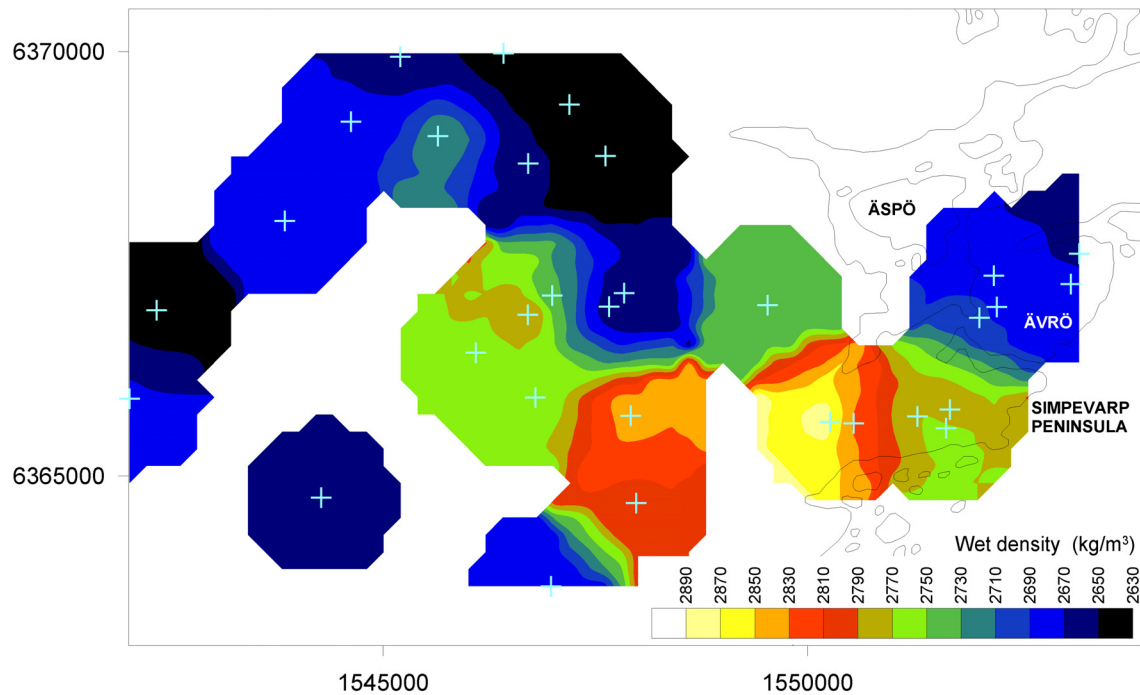 6370000
ÄSPÖ
ÄVRÖ
SIMPEVARP
PENINSULA
6365000
Wet density (kg/m³)
2890 2870 2850 2830 2810 2790 2770 2750 2730 2710 2690 2670 2650 2630
1545000 1550000